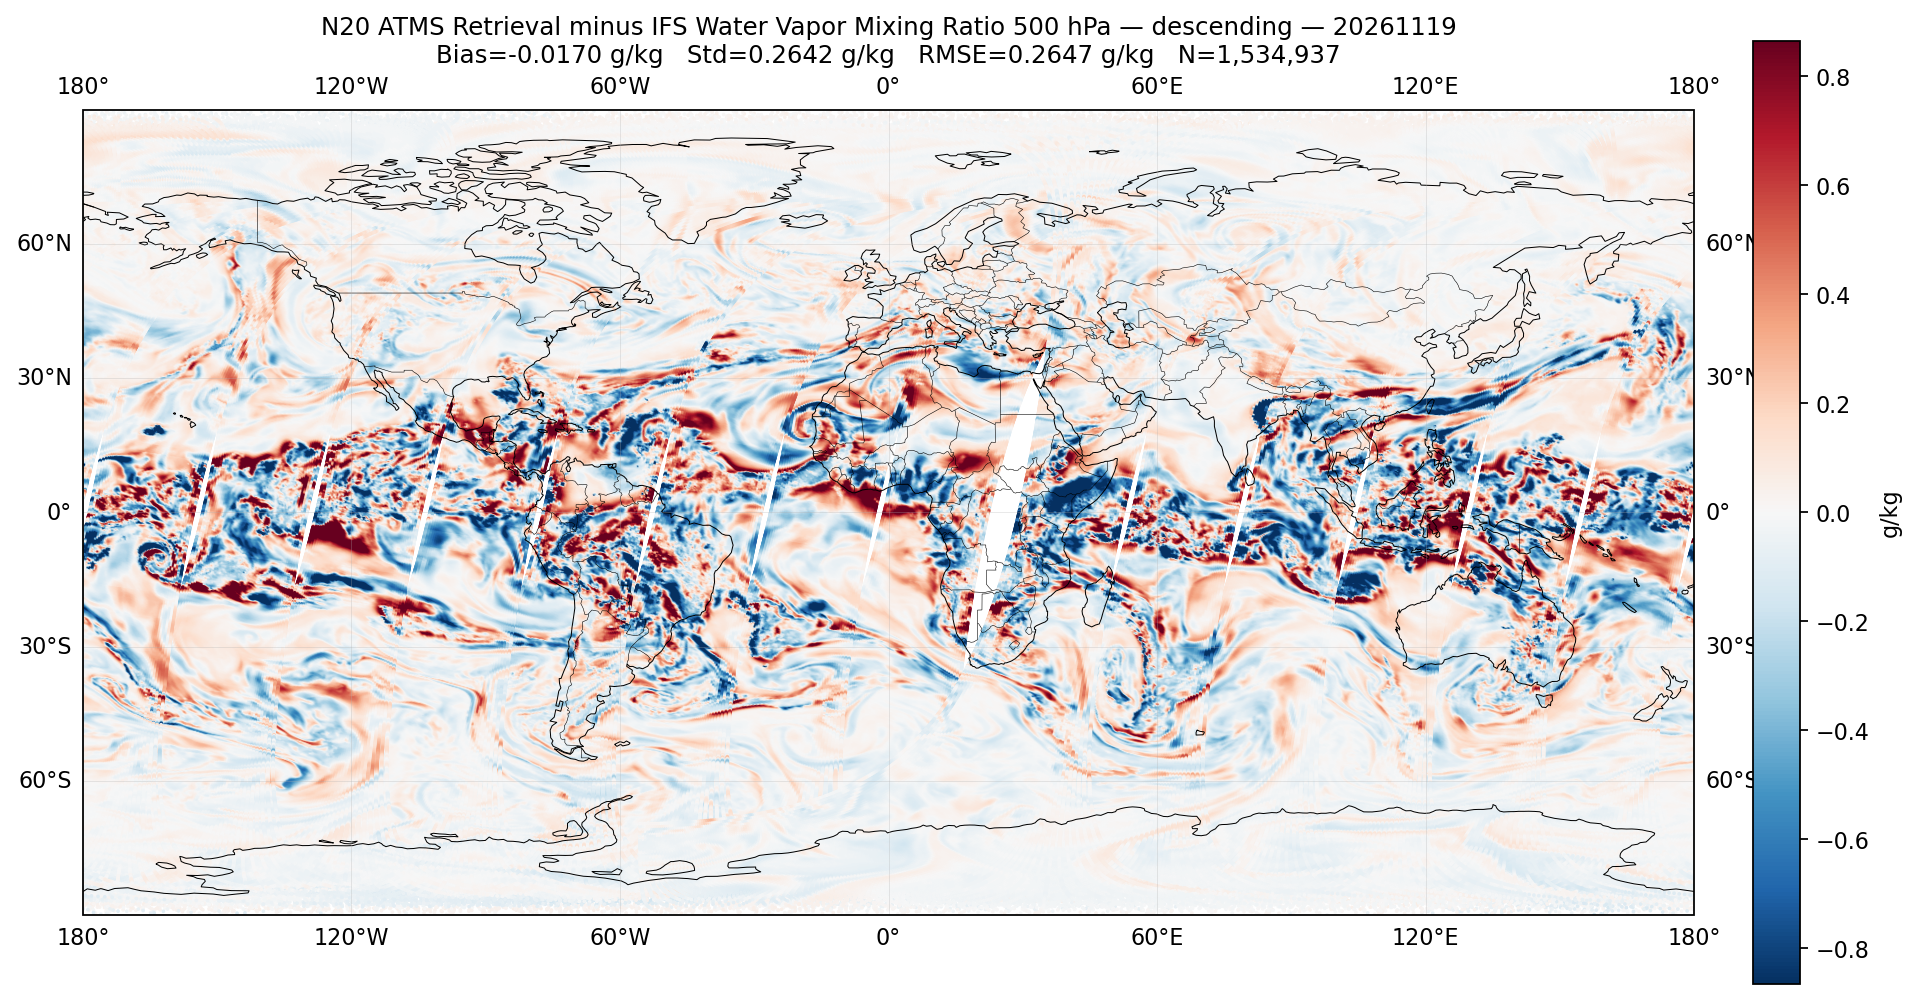 N20 ATMS Retrieval minus IFS Water Vapor Mixing Ratio 500 hPa — descending — 20261119
Bias=-0.0170 g/kg   Std=0.2642 g/kg   RMSE=0.2647 g/kg   N=1,534,937
180° 120°W 60°W 0° 60°E 120°E 180°
60°N 60°N
30°N 30°N
0° 0°
30°S 30°S
60°S 60°S
180° 120°W 60°W 0° 60°E 120°E 180°
0.8
0.6
0.4
0.2
0.0
−0.2
−0.4
−0.6
−0.8
g/kg